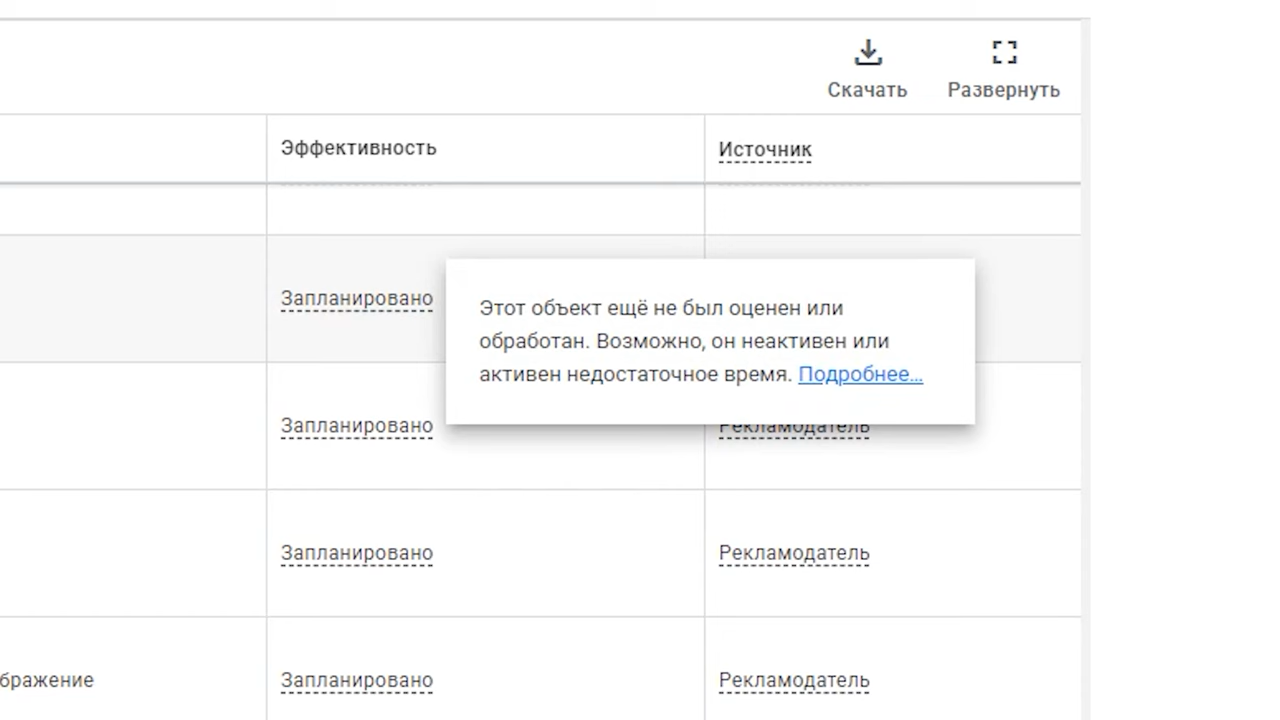 Скачать
Развернуть
Эффективность
Источник
Запланировано
Этот объект ещё не был оценен или
обработан. Возможно, он неактивен или
активен недостаточное время. Подробнее...
Запланировано
Рекламодатель
Запланировано
Рекламодатель
бражение
Запланировано
Рекламодатель